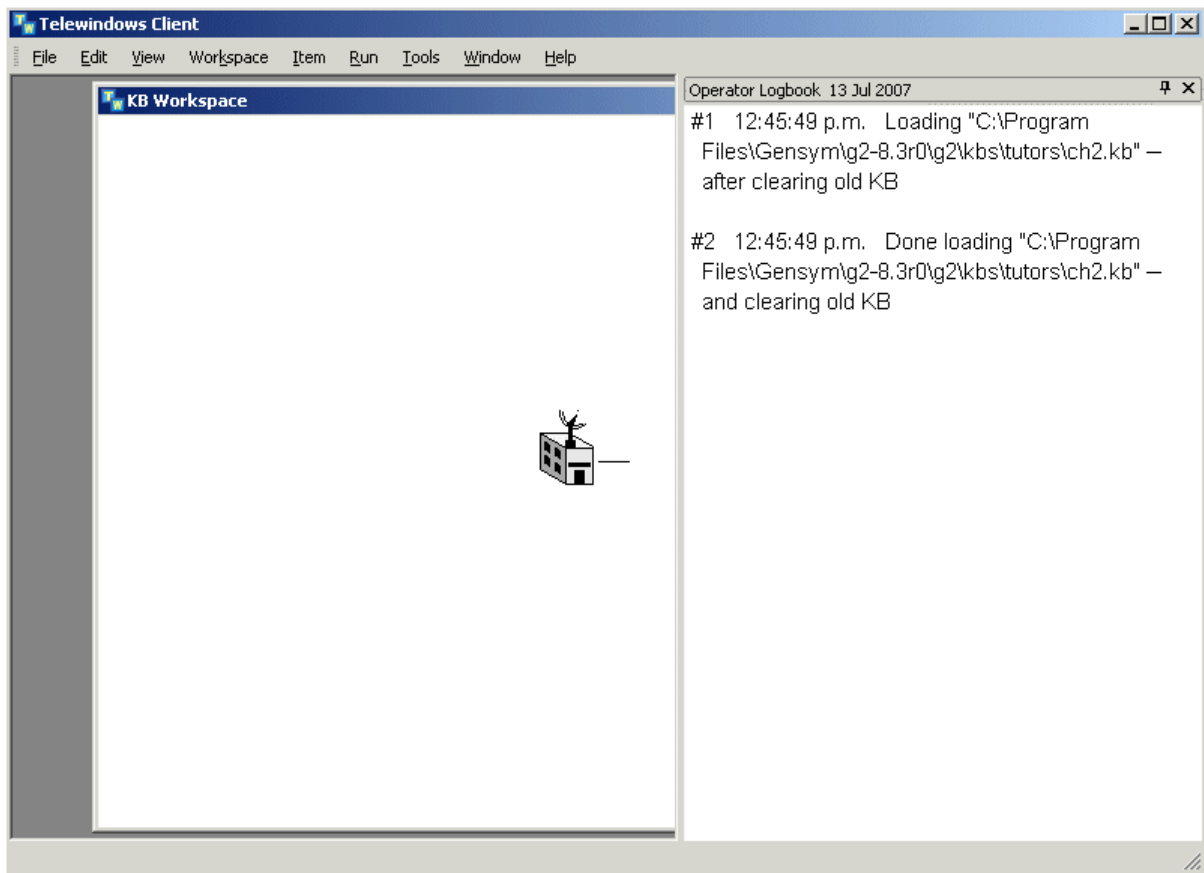 Telewindows Client
File Edit View Workspace Item Run Tools Window Help
KB Workspace
Operator Logbook 13 Jul 2007
#1 12:45:49 p.m. Loading "C:\Program
Files\Gensym\g2-8.3r0\g2\kbs\tutors\ch2.kb" —
after clearing old KB
#2 12:45:49 p.m. Done loading "C:\Program
Files\Gensym\g2-8.3r0\g2\kbs\tutors\ch2.kb" —
and clearing old KB